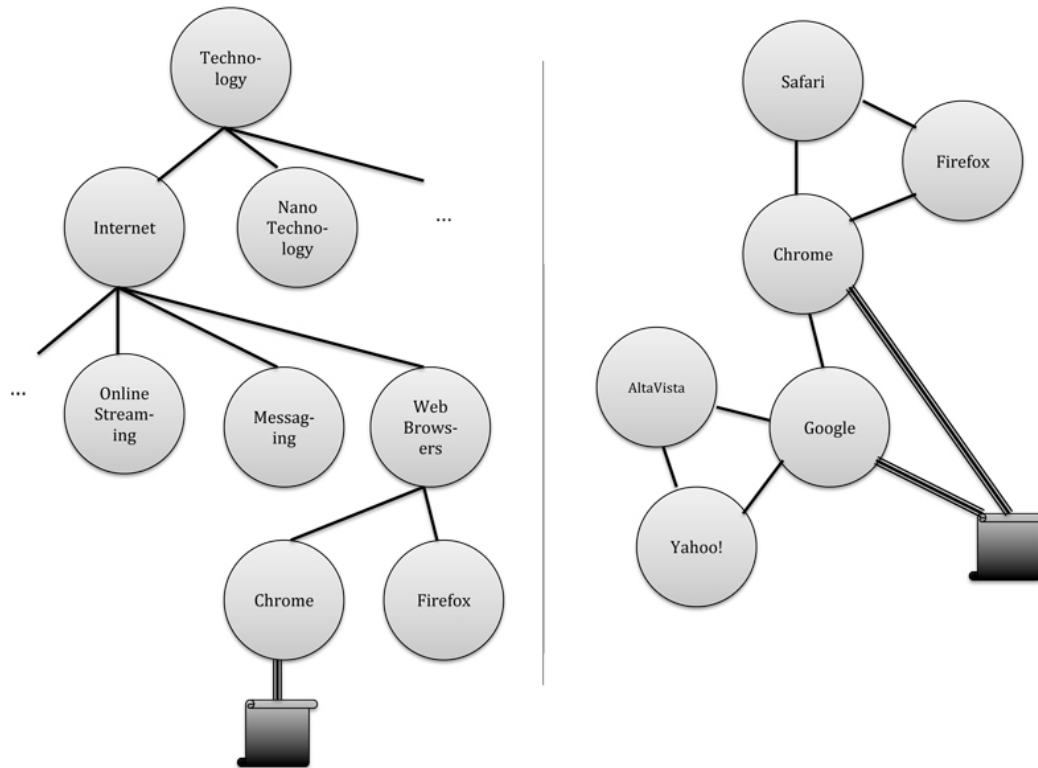 Techno-
logy
Internet
Nano
Techno-
logy
...
...
Online
Stream-
ing
Messag-
ing
Web
Brows-
ers
Chrome
Firefox
Safari
Firefox
Chrome
AltaVista
Google
Yahoo!